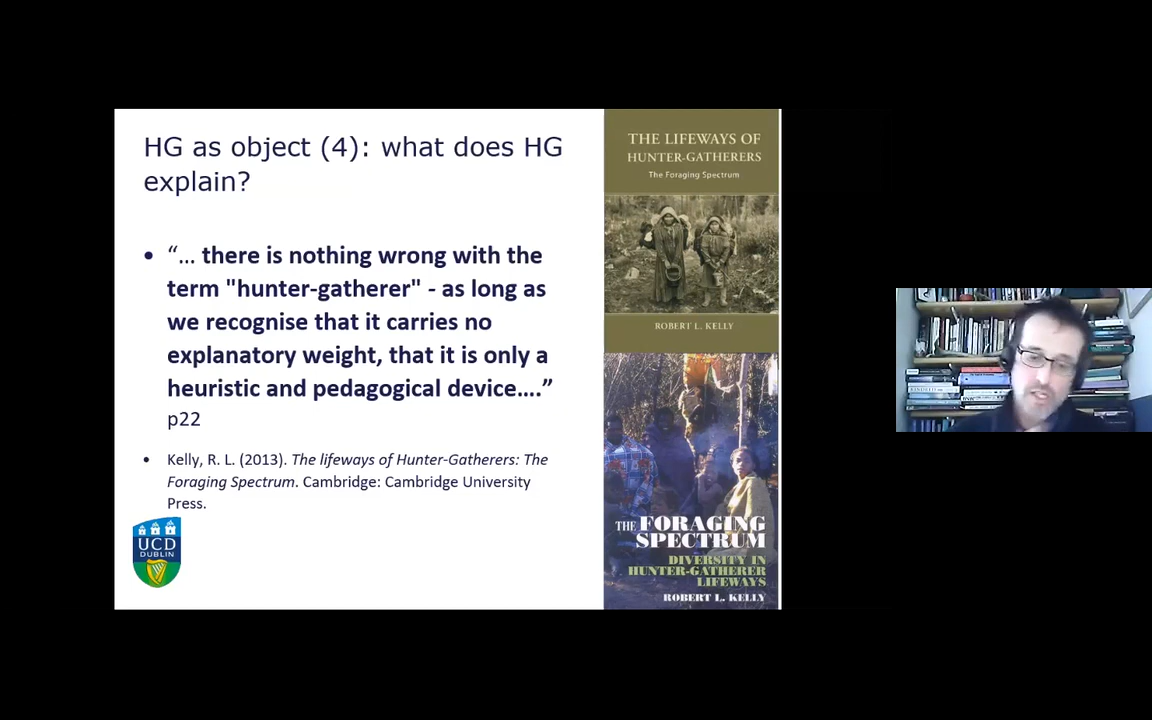 HG as object (4): what does HG
explain?
• “... there is nothing wrong with the
term "hunter-gatherer" - as long as
we recognise that it carries no
explanatory weight, that it is only a
heuristic and pedagogical device....”
p22
• Kelly, R. L. (2013). The lifeways of Hunter-Gatherers: The
Foraging Spectrum. Cambridge: Cambridge University
Press.
UCD
DUBLIN
THE LIFEWAYS OF
HUNTER-GATHERERS
The Foraging Spectrum
ROBERT L. KELLY
THE FORAGING
SPECTRUM
DIVERSITY IN
HUNTER-GATHERER
LIFEWAYS
ROBERT L. KELLY